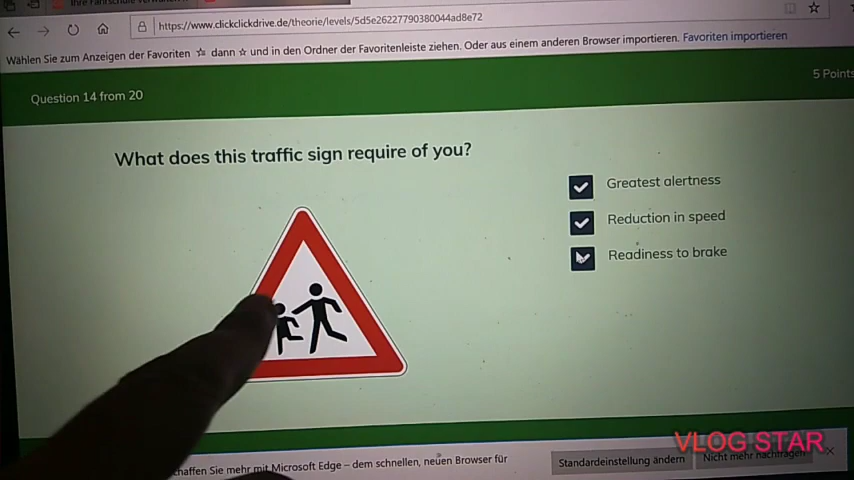 https://www.clickclickdrive.de/theorie/levels/5d5e26227790380044ad8e72
Wählen Sie zum Anzeigen der Favoriten ☆ dann ☆ und in den Ordner der Favoritenleiste ziehen. Oder aus einem anderen Browser importieren. Favoriten importieren
Question 14 from 20
5 Points
What does this traffic sign require of you?
Greatest alertness
Reduction in speed
Readiness to brake
VLOG STAR
haffen Sie mehr mit Microsoft Edge – dem schnellen, neuen Browser für
Standardeinstellung ändern
Nicht mehr nachfragen